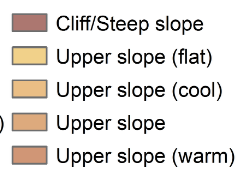 Cliff/Steep slope
Upper slope (flat)
Upper slope (cool)
) Upper slope
Upper slope (warm)